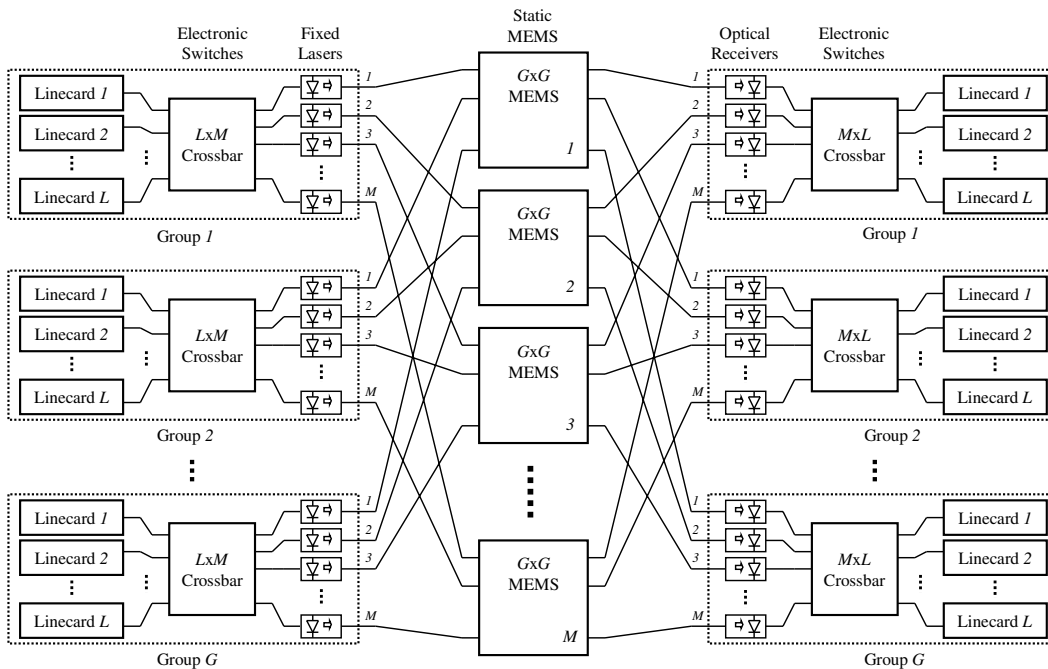 Static
MEMS
Electronic
Switches
Fixed
Lasers
Optical
Receivers
Electronic
Switches
Linecard 1
Linecard 2
Linecard L
LxM
Crossbar
1
2
3
M
Group 1
Linecard 1
Linecard 2
Linecard L
LxM
Crossbar
1
2
3
M
Group 2
Linecard 1
Linecard 2
Linecard L
LxM
Crossbar
1
2
3
M
Group G
GxG
MEMS
1
GxG
MEMS
2
GxG
MEMS
3
GxG
MEMS
M
1
2
3
M
MxL
Crossbar
Linecard 1
Linecard 2
Linecard L
Group 1
1
2
3
M
MxL
Crossbar
Linecard 1
Linecard 2
Linecard L
Group 2
1
2
3
M
MxL
Crossbar
Linecard 1
Linecard 2
Linecard L
Group G